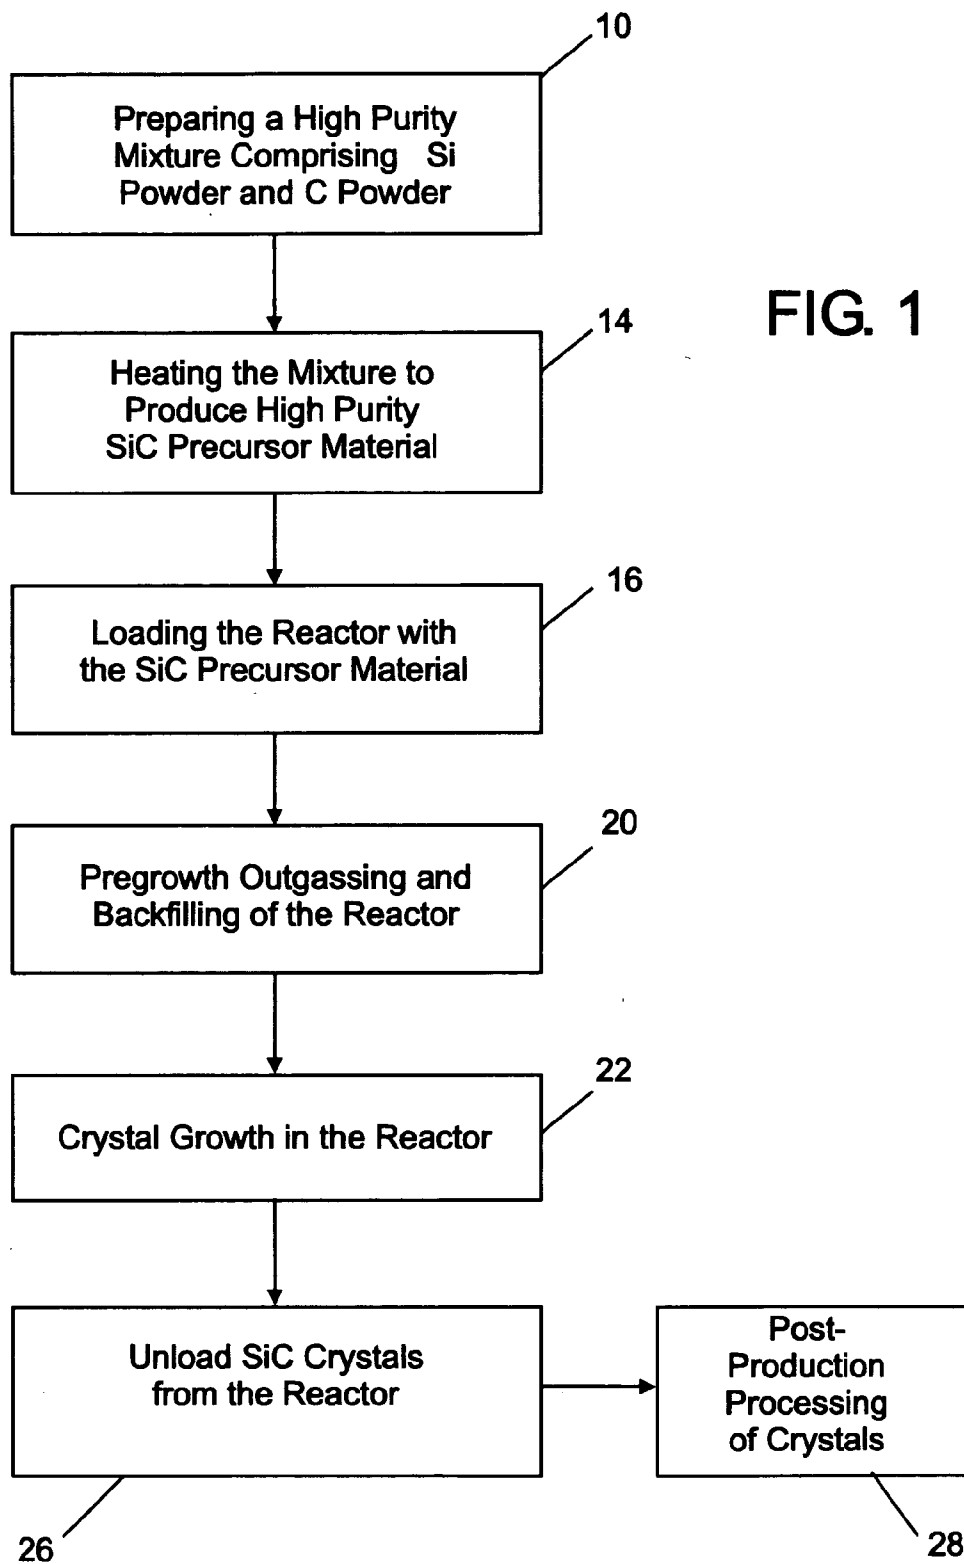 10
Preparing a High Purity
Mixture Comprising Si
Powder and C Powder
FIG. 1
14
Heating the Mixture to
Produce High Purity
SiC Precursor Material
16
Loading the Reactor with
the SiC Precursor Material
20
Pregrowth Outgassing and
Backfilling of the Reactor
22
Crystal Growth in the Reactor
Unload SiC Crystals
from the Reactor
26
Post-
Production
Processing
of Crystals
28